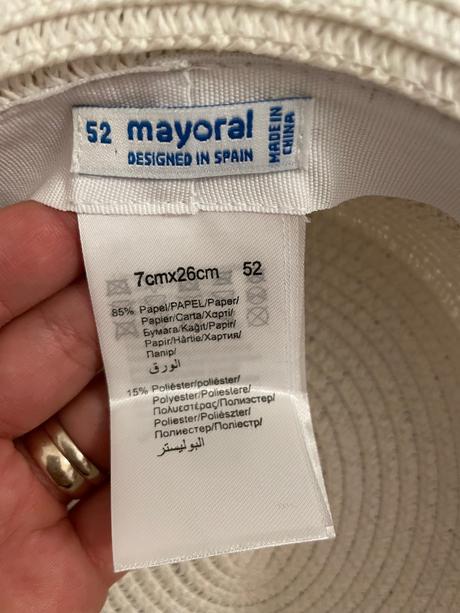 52 mayoral
DESIGNED IN SPAIN
MADE IN
CHINA
7cmx26cm 52
85% Papel/PAPEL/Paper/
Papier/Carta/Χαρτί/
Бумага/Kağıt/Papír/
Papir/Hârtie/Хартия/
Папір/
الورق
15% Poliéster/poliéster/
Polyester/Poliestere/
Πολυεστέρας/Полиэстер/
Poliester/Poliészter/
Полиестер/Поліестр/
البوليستر